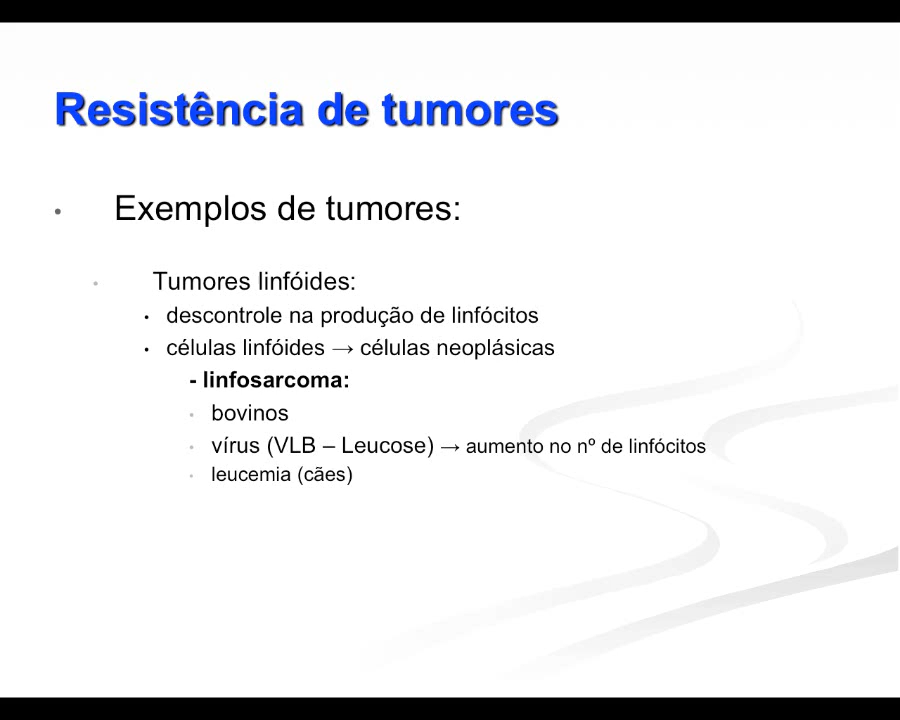 Resistência de tumores
• Exemplos de tumores:
• Tumores linfóides:
• descontrole na produção de linfócitos
• células linfóides → células neoplásicas
- linfosarcoma:
• bovinos
• vírus (VLB – Leucose) → aumento no nº de linfócitos
• leucemia (cães)